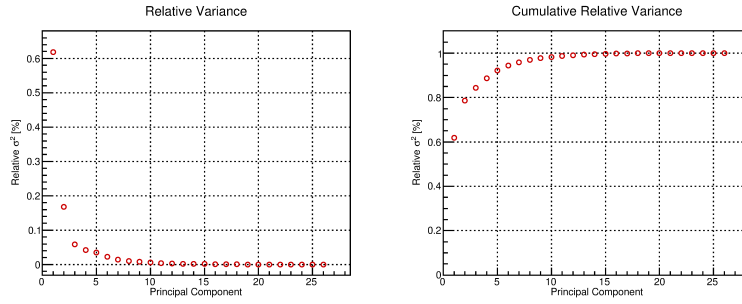 Relative Variance
Relative σ² [%]
0.6
0.5
0.4
0.3
0.2
0.1
0
0 5 10 15 20 25
Principal Component
Cumulative Relative Variance
Relative σ² [%]
1
0.8
0.6
0.4
0.2
0
0 5 10 15 20 25
Principal Component